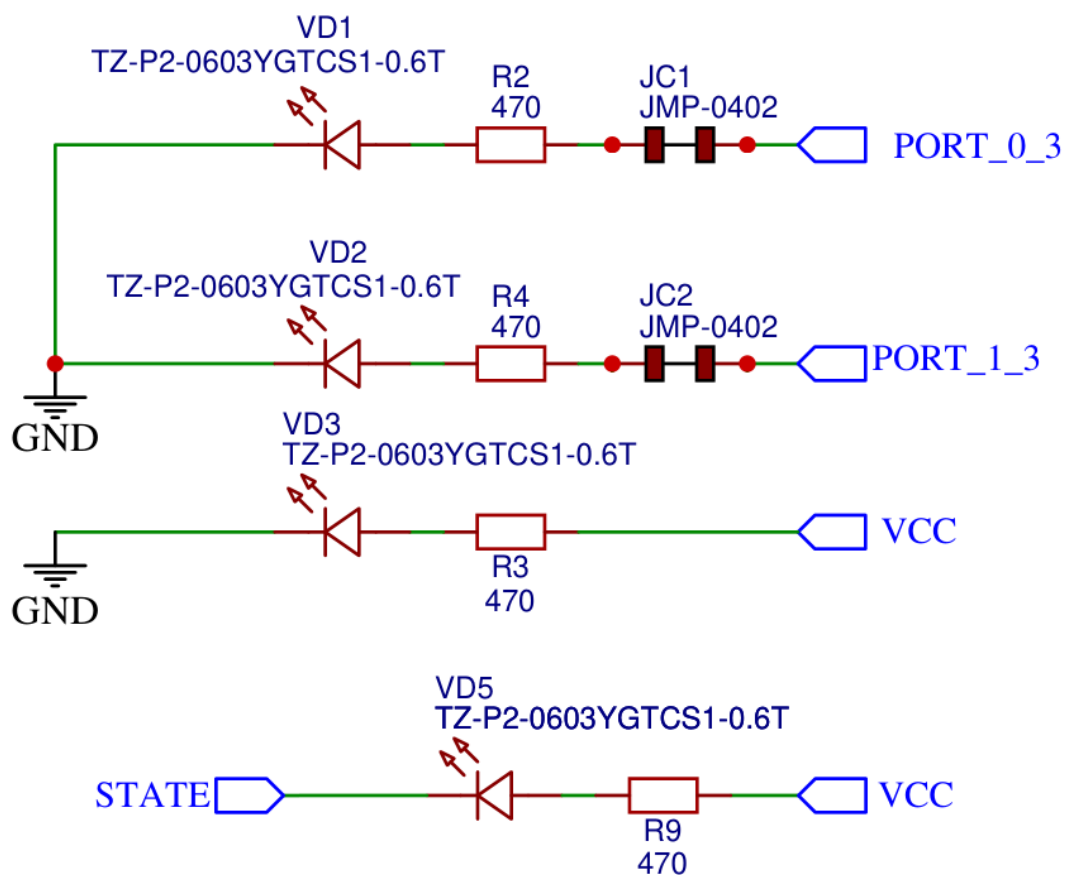 VD1
TZ-P2-0603YGTCS1-0.6T
R2
470
JC1
JMP-0402
PORT_0_3
VD2
TZ-P2-0603YGTCS1-0.6T
R4
470
JC2
JMP-0402
PORT_1_3
GND
VD3
TZ-P2-0603YGTCS1-0.6T
VCC
R3
470
GND
VD5
TZ-P2-0603YGTCS1-0.6T
STATE
VCC
R9
470